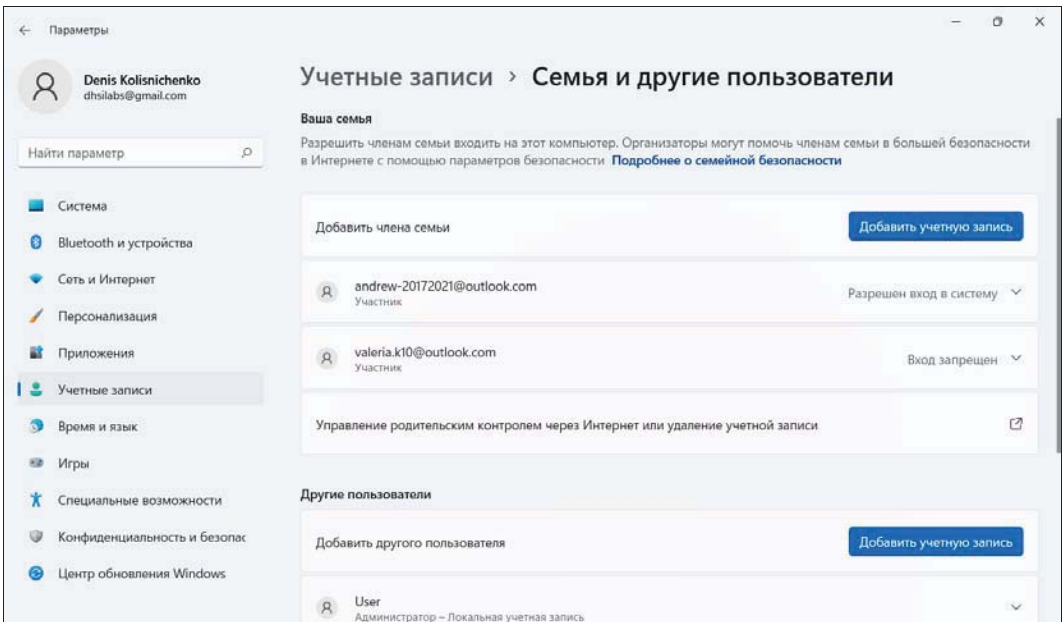 Параметры
Denis Kolisnichenko
dhsilabs@gmail.com
Найти параметр
Система
Bluetooth и устройства
Сеть и Интернет
Персонализация
Приложения
Учетные записи
Время и язык
Игры
Специальные возможности
Конфиденциальность и безопас
Центр обновления Windows
Учетные записи > Семья и другие пользователи
Ваша семья
Разрешить членам семьи входить на этот компьютер. Организаторы могут помочь членам семьи в большей безопасности
в Интернете с помощью параметров безопасности Подробнее о семейной безопасности
Добавить члена семьи
Добавить учетную запись
andrew-20172021@outlook.com
Участник
Разрешен вход в систему
valeria.k10@outlook.com
Участник
Вход запрещен
Управление родительским контролем через Интернет или удаление учетной записи
Другие пользователи
Добавить другого пользователя
Добавить учетную запись
User
Администратор – Локальная учетная запись